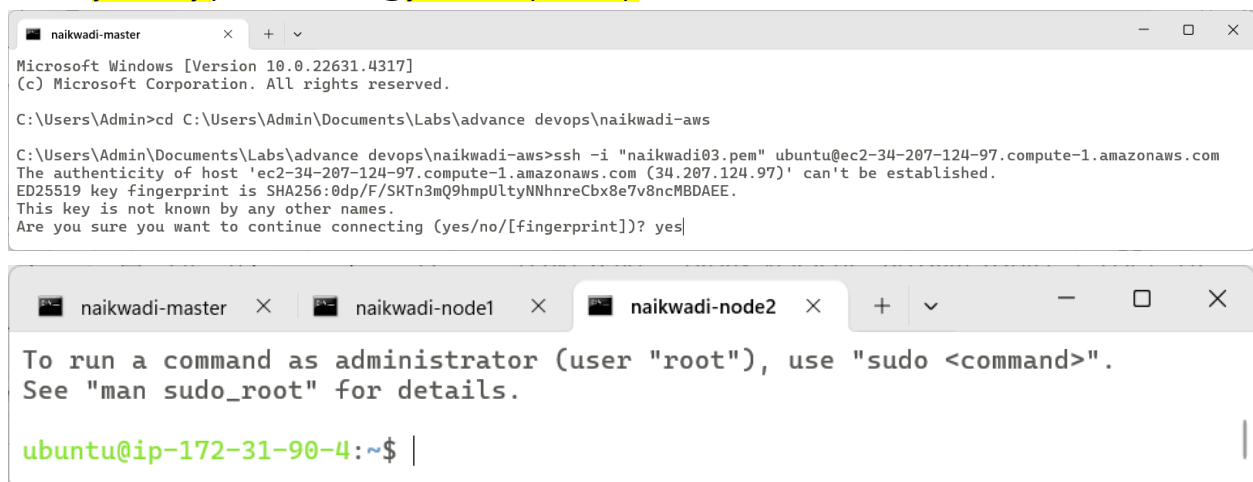 naikwadi-master
Microsoft Windows [Version 10.0.22631.4317]
(c) Microsoft Corporation. All rights reserved.
C:\Users\Admin>cd C:\Users\Admin\Documents\Labs\advance devops\naikwadi-aws
C:\Users\Admin\Documents\Labs\advance devops\naikwadi-aws>ssh -i "naikwadi03.pem" ubuntu@ec2-34-207-124-97.compute-1.amazonaws.com
The authenticity of host 'ec2-34-207-124-97.compute-1.amazonaws.com (34.207.124.97)' can't be established.
ED25519 key fingerprint is SHA256:0dp/F/SKTn3mQ9hmpUltyNNhnreCbx8e7v8ncMBDAEE.
This key is not known by any other names.
Are you sure you want to continue connecting (yes/no/[fingerprint])? yes
naikwadi-master naikwadi-node1 naikwadi-node2
To run a command as administrator (user "root"), use "sudo <command>".
See "man sudo_root" for details.
ubuntu@ip-172-31-90-4:~$